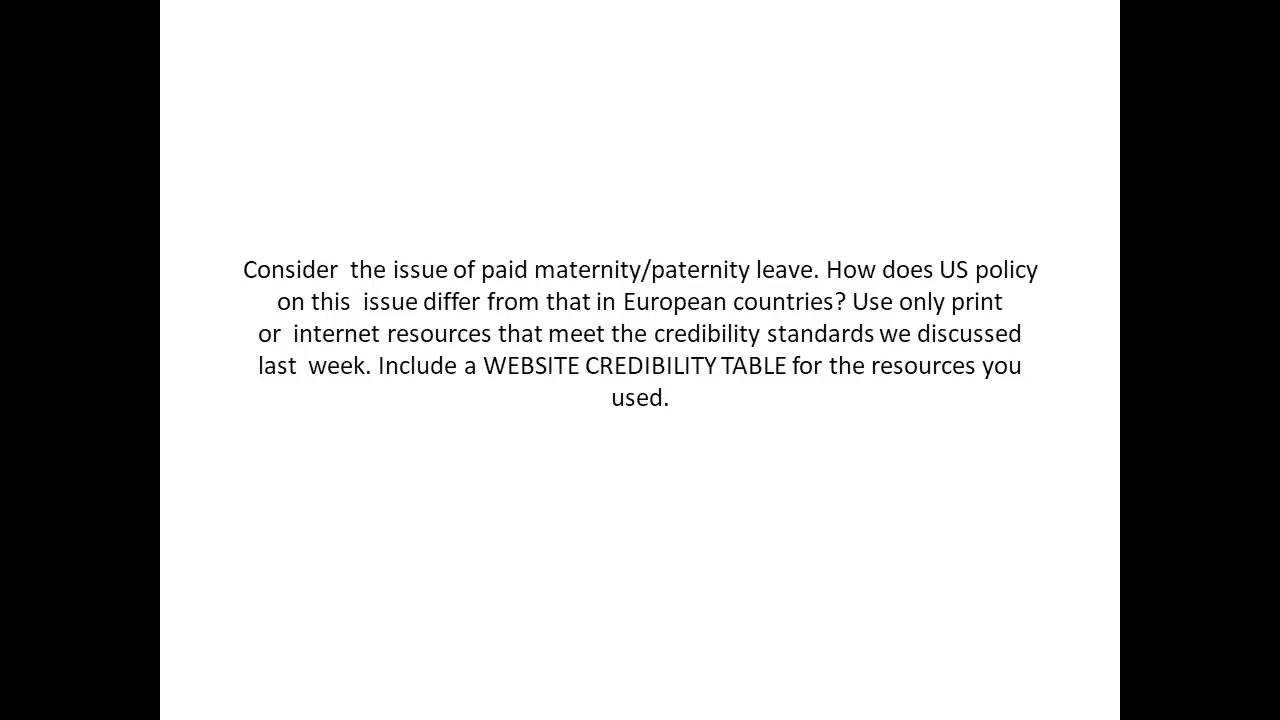 Consider  the issue of paid maternity/paternity leave. How does US policy
on this  issue differ from that in European countries? Use only print
or  internet resources that meet the credibility standards we discussed
last  week. Include a WEBSITE CREDIBILITY TABLE for the resources you
used.